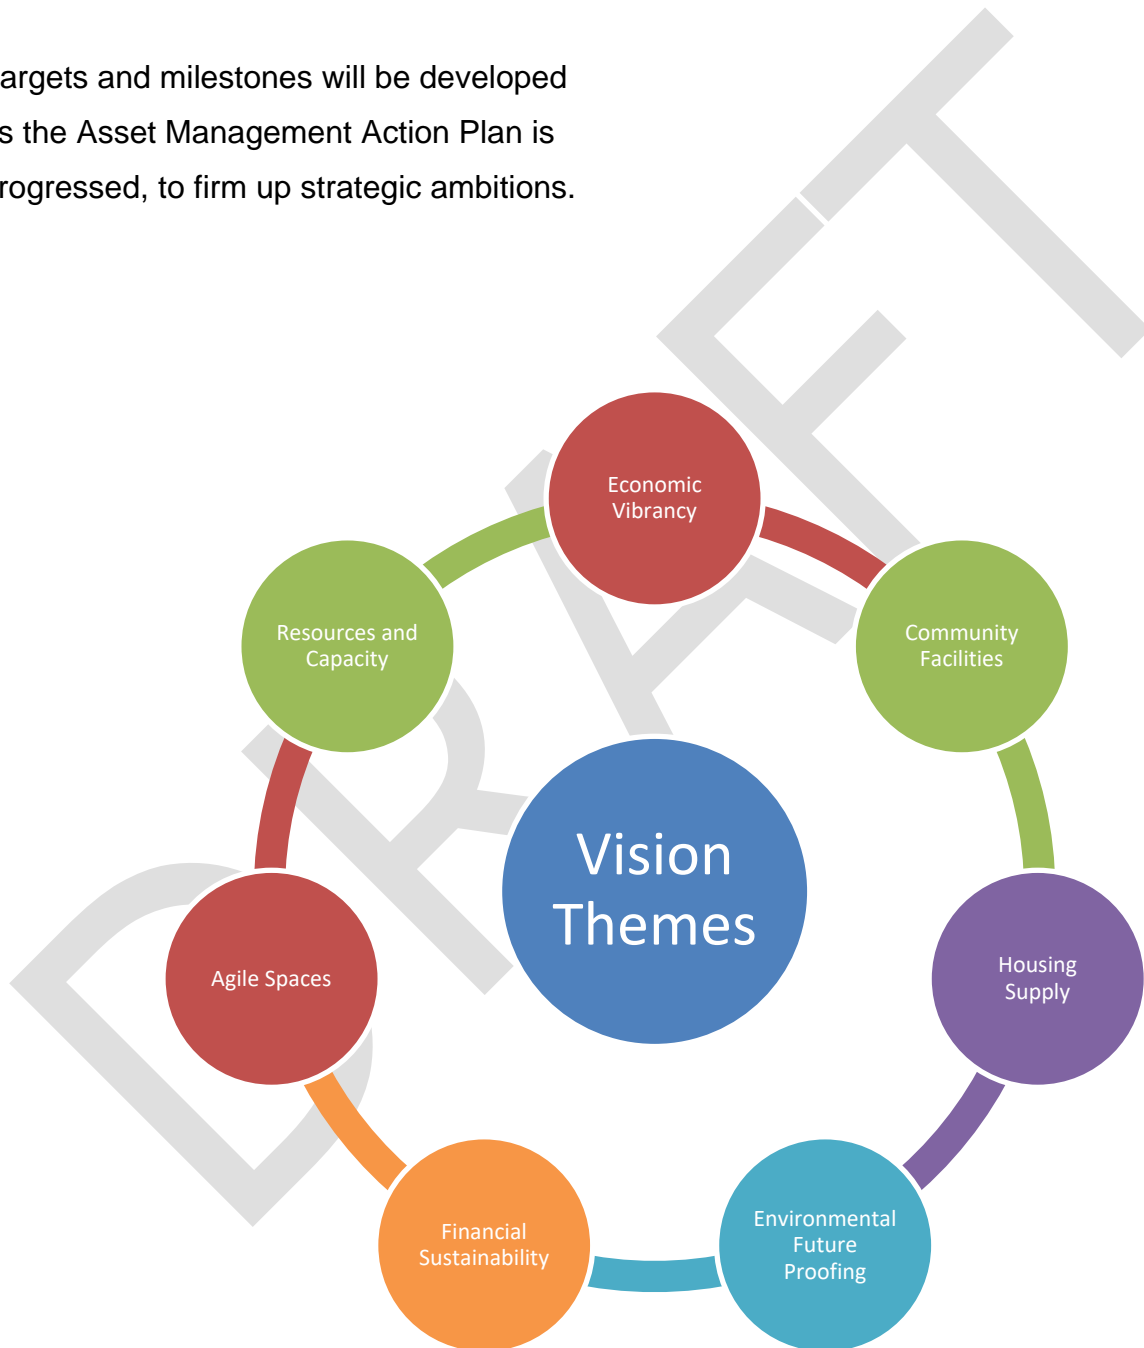 argets and milestones will be developed
s the Asset Management Action Plan is
rogressed, to firm up strategic ambitions.
Economic
Vibrancy
Resources and
Capacity
Community
Facilities
Vision
Themes
Agile Spaces
Housing
Supply
Financial
Sustainability
Environmental
Future
Proofing
DRAFT